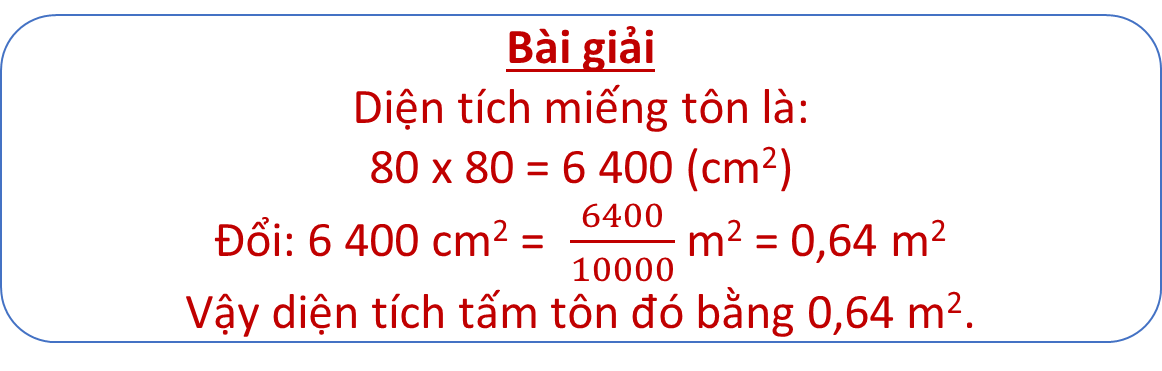 Bài giải
Diện tích miếng tôn là:
80 x 80 = 6 400 (cm²)
Đổi: 6 400 cm² = 6400/10000 m² = 0,64 m²
Vậy diện tích tấm tôn đó bằng 0,64 m².